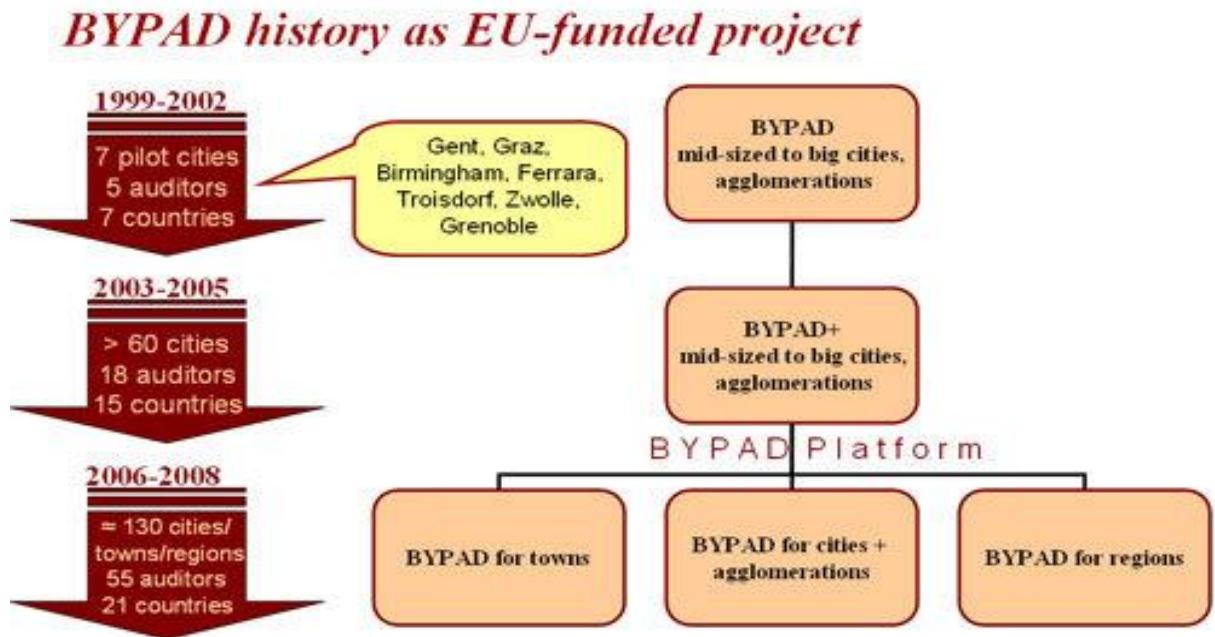 BYPAD history as EU-funded project
1999-2002
7 pilot cities
5 auditors
7 countries
Gent, Graz,
Birmingham, Ferrara,
Troisdorf, Zwolle,
Grenoble
BYPAD
mid-sized to big cities,
agglomerations
2003-2005
> 60 cities
18 auditors
15 countries
BYPAD+
mid-sized to big cities,
agglomerations
BYPAD Platform
2006-2008
= 130 cities/
towns/regions
55 auditors
21 countries
BYPAD for towns
BYPAD for cities +
agglomerations
BYPAD for regions